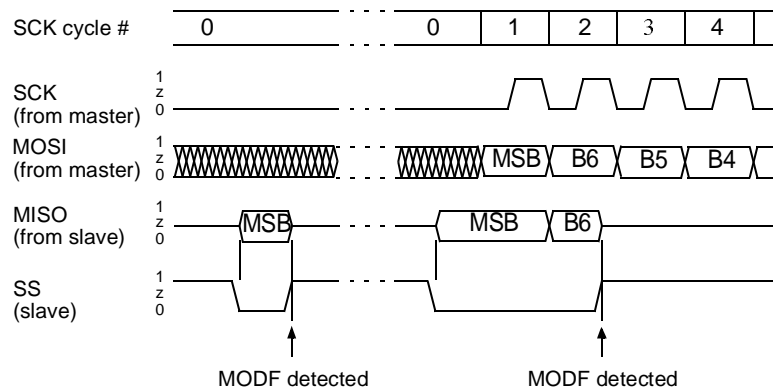 SCK cycle # 0 0 1 2 3 4
SCK
(from master)
1
z
0
MOSI
(from master)
1
z
0
MSB B6 B5 B4
MISO
(from slave)
1
z
0
MSB MSB B6
SS
(slave)
1
z
0
MODF detected MODF detected